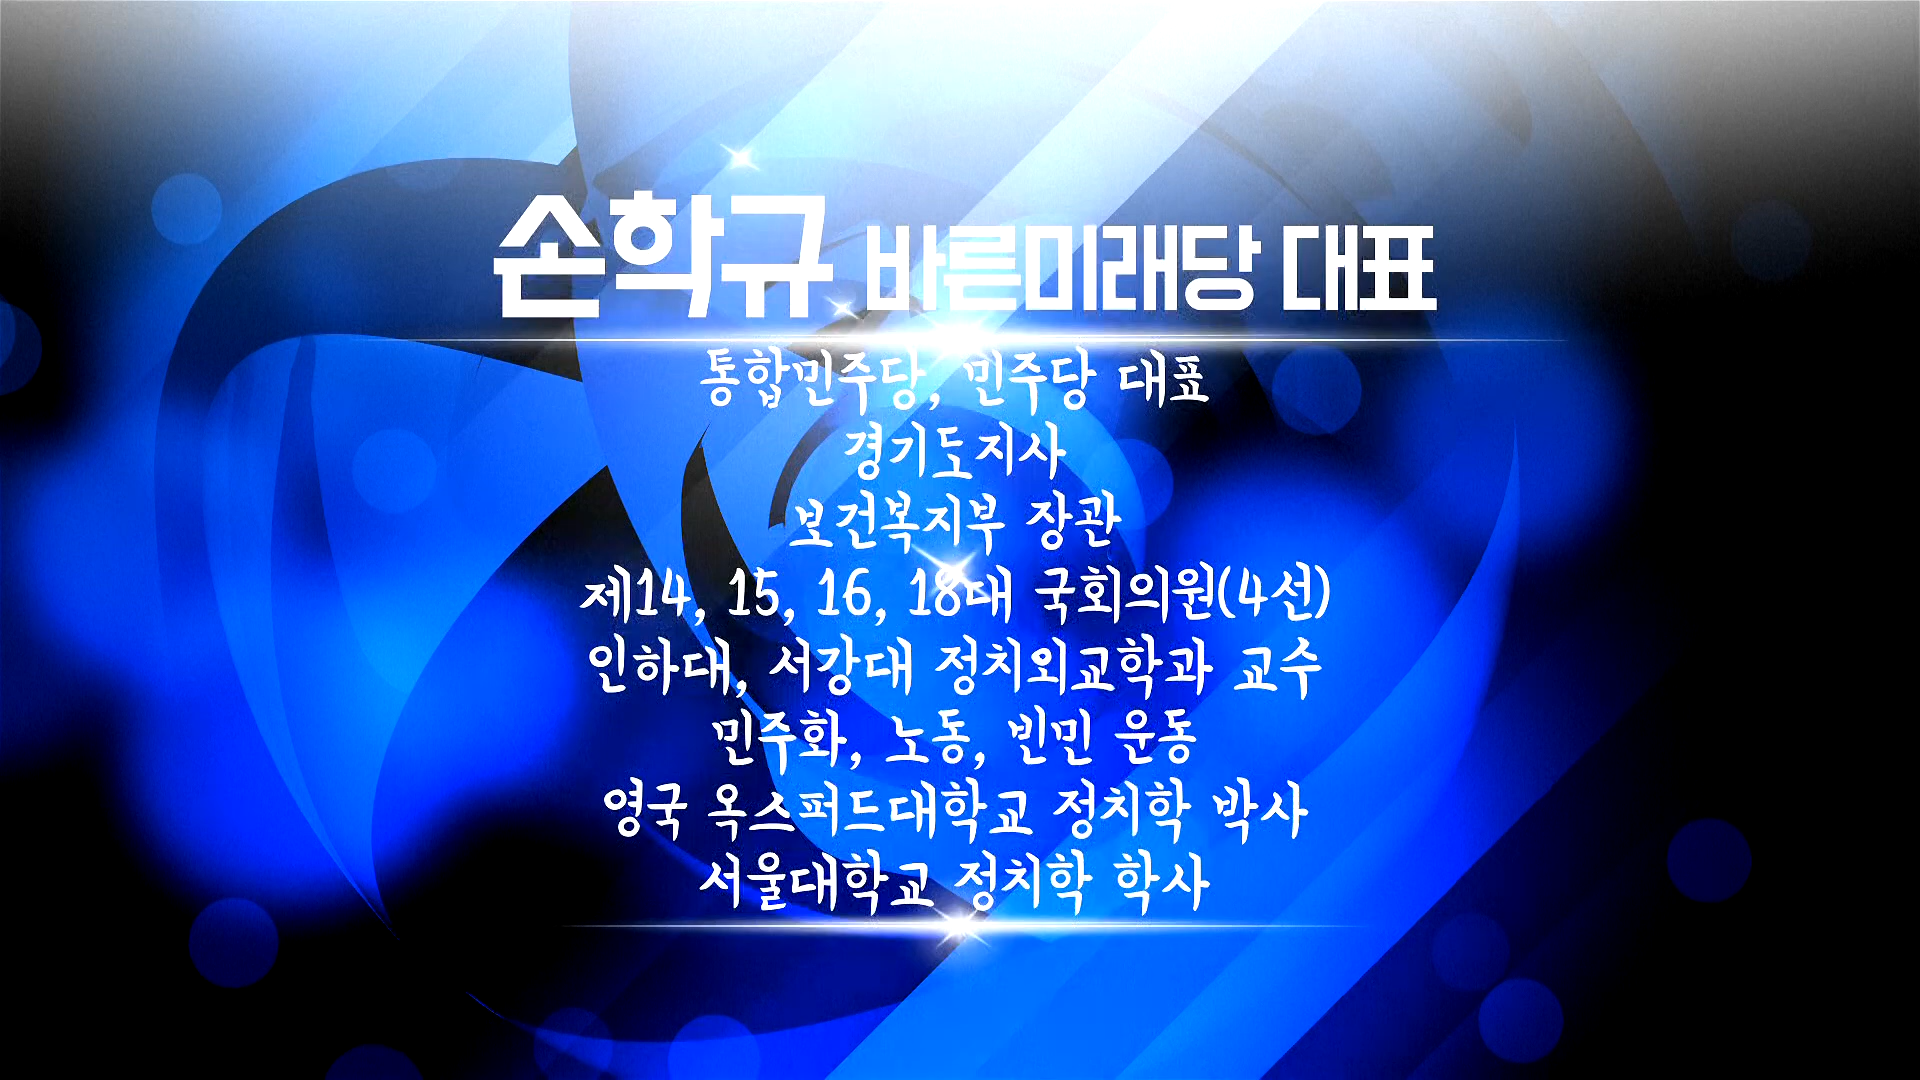 손학규 바른미래당 대표
통합민주당, 민주당 대표
경기도지사
보건복지부 장관
제14, 15, 16, 18대 국회의원(4선)
인하대, 서강대 정치외교학과 교수
민주화, 노동, 빈민 운동
영국 옥스퍼드대학교 정치학 박사
서울대학교 정치학 학사